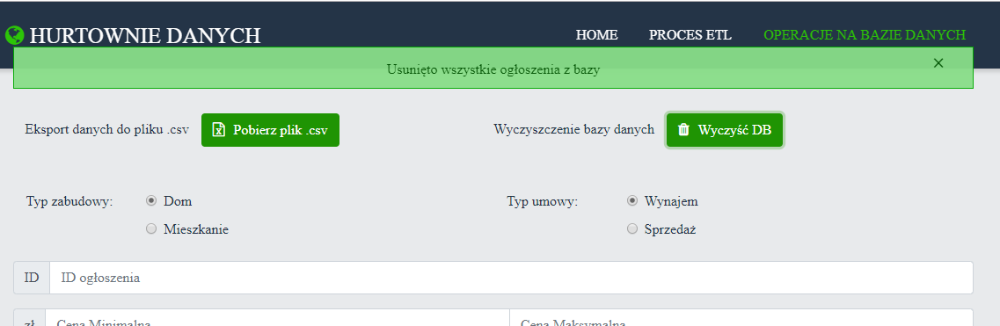 HURTOWNIE DANYCH
HOME PROCES ETL OPERACJE NA BAZIE DANYCH
Usunięto wszystkie ogłoszenia z bazy
Eksport danych do pliku .csv Pobierz plik .csv Wyczyszczenie bazy danych Wyczyść DB
Typ zabudowy: Dom Typ umowy: Wynajem
Mieszkanie Sprzedaż
ID ID ogłoszenia
zł Cena Minimalna Cena Maksymalna